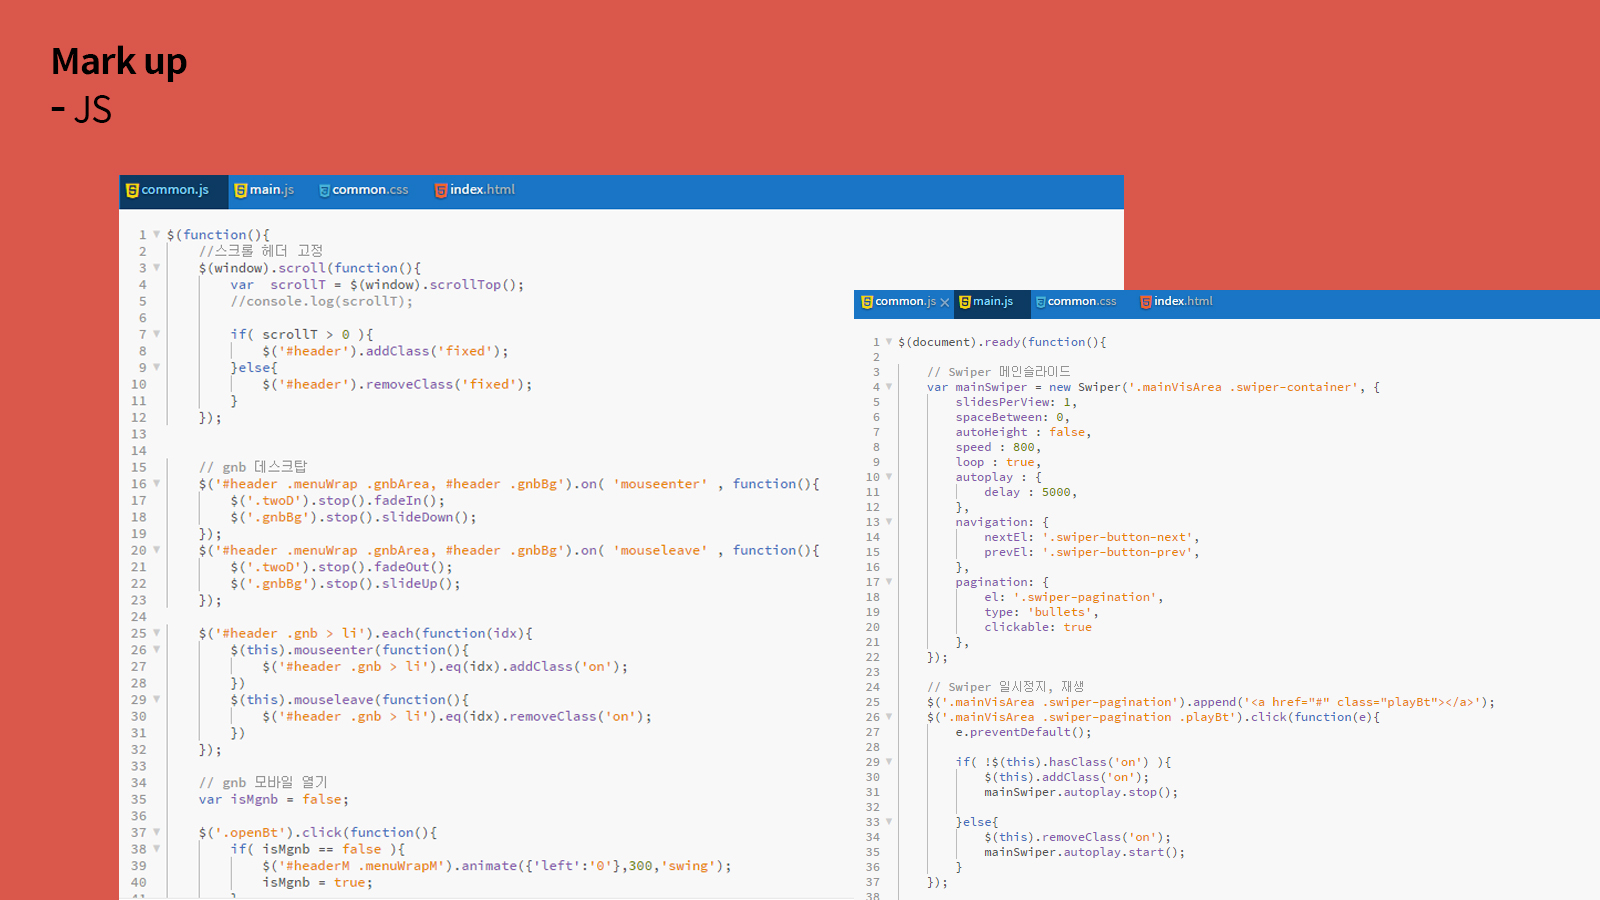 Mark up
- JS
common.js main.js common.css index.html
1 $(function(){
2 //스크롤 헤더 고정
3 $(window).scroll(function(){
4 var  scrollT = $(window).scrollTop();
5 //console.log(scrollT);
6
7 if( scrollT > 0 ){
8 $('#header').addClass('fixed');
9 }else{
10 $('#header').removeClass('fixed');
11 }
12 });
13
14
15 // gnb 데스크탑
16 $('#header .menuWrap .gnbArea, #header .gnbBg').on( 'mouseenter' , function(){
17 $('.twoD').stop().fadeIn();
18 $('.gnbBg').stop().slideDown();
19 });
20 $('#header .menuWrap .gnbArea, #header .gnbBg').on( 'mouseleave' , function(){
21 $('.twoD').stop().fadeOut();
22 $('.gnbBg').stop().slideUp();
23 });
24
25 $('#header .gnb > li').each(function(idx){
26 $(this).mouseenter(function(){
27 $('#header .gnb > li').eq(idx).addClass('on');
28 })
29 $(this).mouseleave(function(){
30 $('#header .gnb > li').eq(idx).removeClass('on');
31 })
32 });
33
34 // gnb 모바일 열기
35 var isMgnb = false;
36
37 $('.openBt').click(function(){
38 if( isMgnb == false ){
39 $('#headerM .menuWrapM').animate({'left':'0'},300,'swing');
40 isMgnb = true;
41 }
common.js × main.js common.css index.html
1 $(document).ready(function(){
2
3 // Swiper 메인슬라이드
4 var mainSwiper = new Swiper('.mainVisArea .swiper-container', {
5 slidesPerView: 1,
6 spaceBetween: 0,
7 autoHeight : false,
8 speed : 800,
9 loop : true,
10 autoplay : {
11 delay : 5000,
12 },
13 navigation: {
14 nextEl: '.swiper-button-next',
15 prevEl: '.swiper-button-prev',
16 },
17 pagination: {
18 el: '.swiper-pagination',
19 type: 'bullets',
20 clickable: true
21 },
22 });
23
24 // Swiper 일시정지, 재생
25 $('.mainVisArea .swiper-pagination').append('<a href="#" class="playBt"></a>');
26 $('.mainVisArea .swiper-pagination .playBt').click(function(e){
27 e.preventDefault();
28
29 if( !$(this).hasClass('on') ){
30 $(this).addClass('on');
31 mainSwiper.autoplay.stop();
32
33 }else{
34 $(this).removeClass('on');
35 mainSwiper.autoplay.start();
36 }
37 });
38